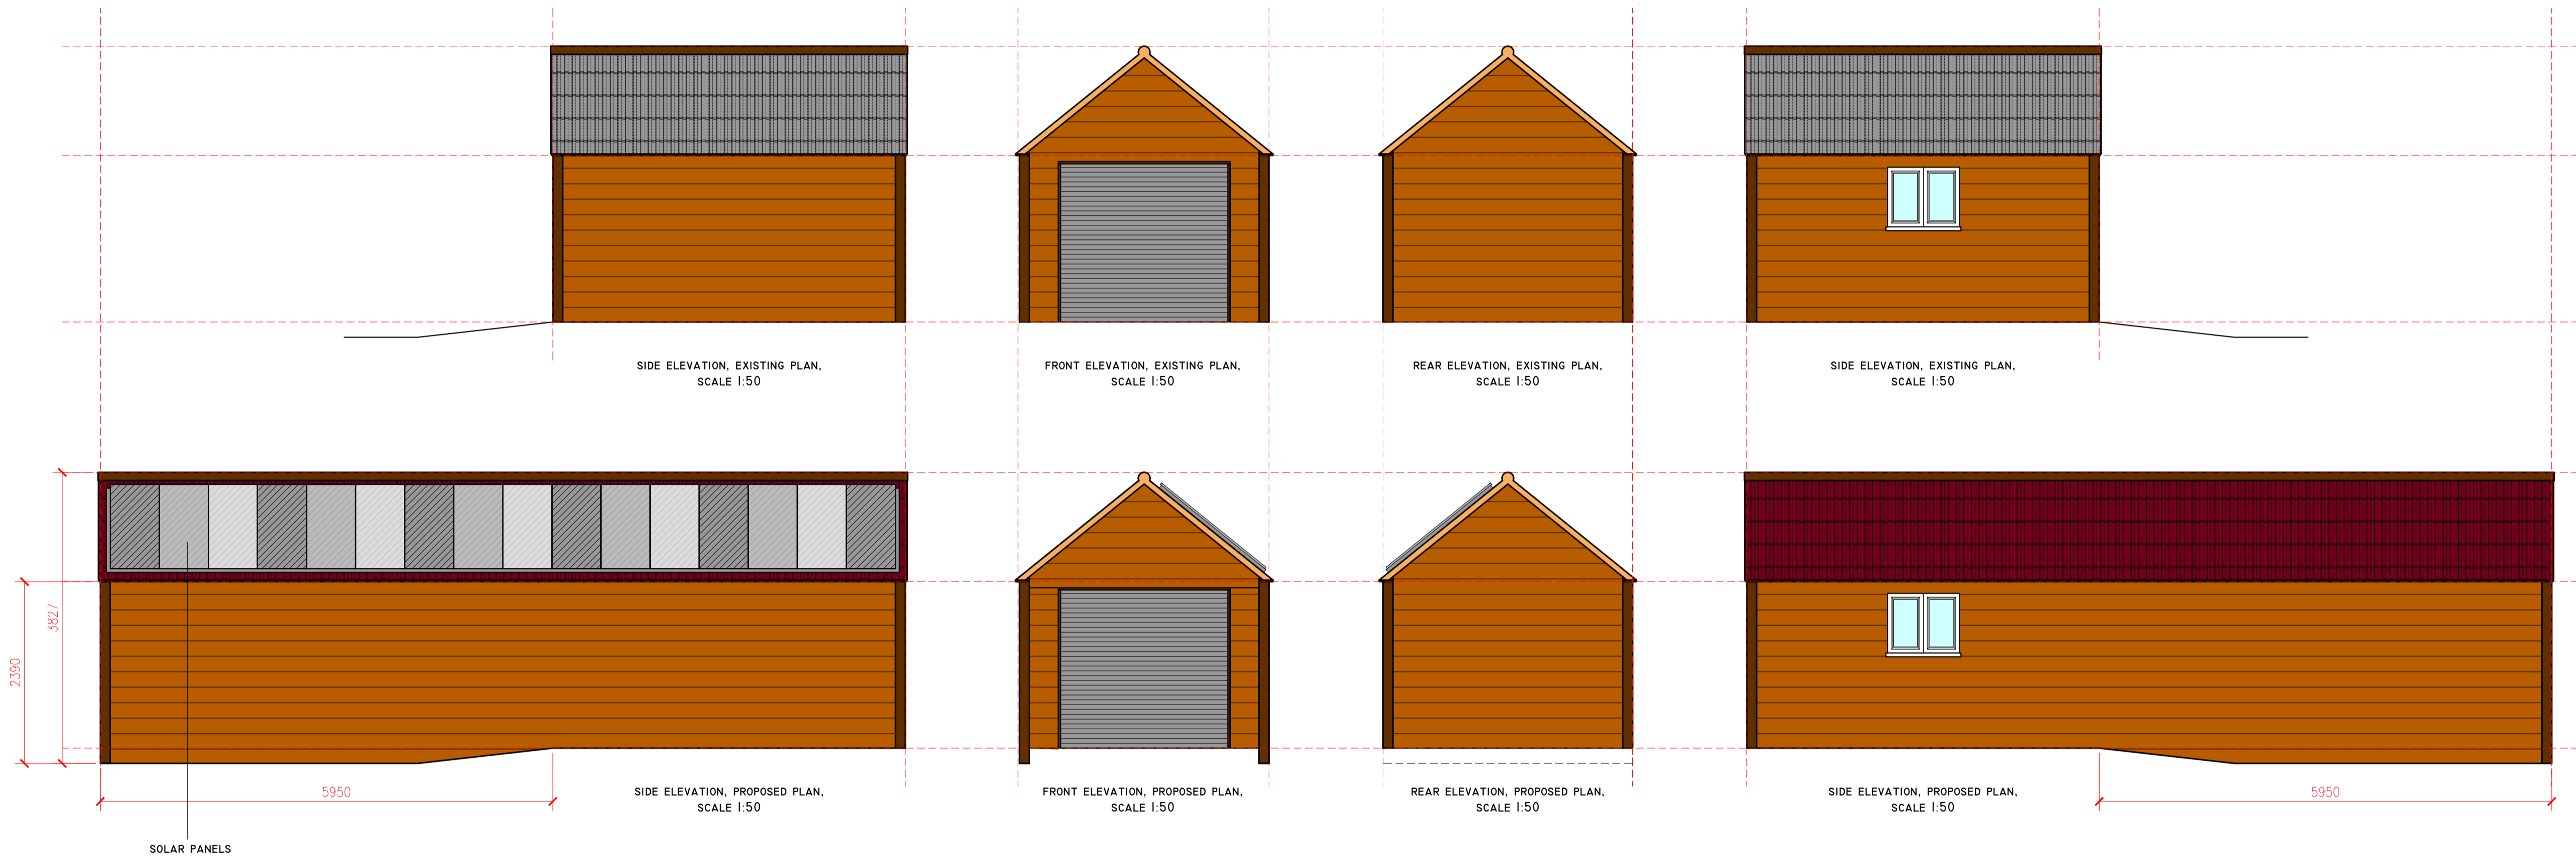 SIDE ELEVATION, EXISTING PLAN,
SCALE 1:50
FRONT ELEVATION, EXISTING PLAN,
SCALE 1:50
REAR ELEVATION, EXISTING PLAN,
SCALE 1:50
SIDE ELEVATION, EXISTING PLAN,
SCALE 1:50
3827
2390
5950
SIDE ELEVATION, PROPOSED PLAN,
SCALE 1:50
FRONT ELEVATION, PROPOSED PLAN,
SCALE 1:50
REAR ELEVATION, PROPOSED PLAN,
SCALE 1:50
SIDE ELEVATION, PROPOSED PLAN,
SCALE 1:50
5950
SOLAR PANELS